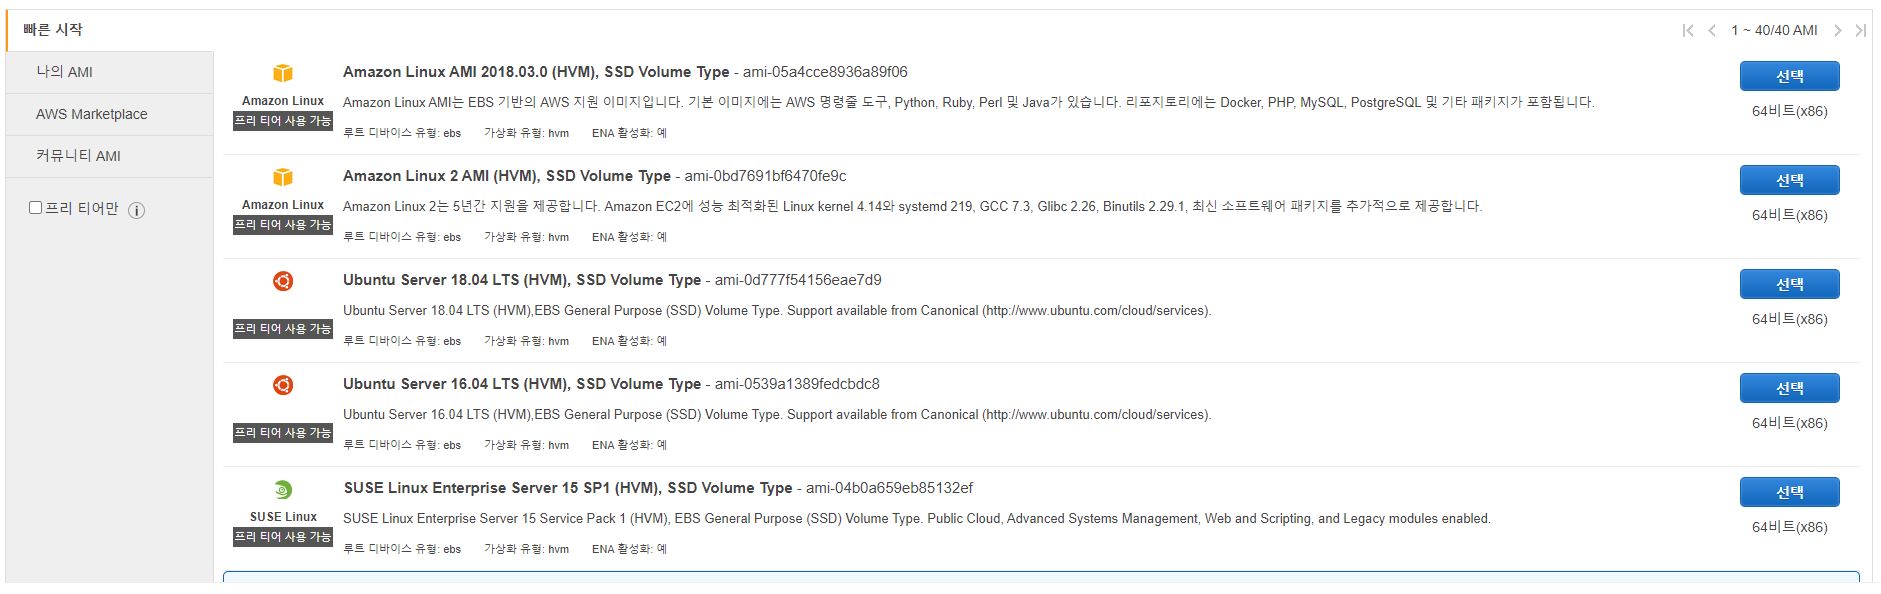 빠른 시작
1 ~ 40/40 AMI
나의 AMI
AWS Marketplace
커뮤니티 AMI
프리 티어만
Amazon Linux
프리 티어 사용 가능
Amazon Linux AMI 2018.03.0 (HVM), SSD Volume Type - ami-05a4cce8936a89f06
Amazon Linux AMI는 EBS 기반의 AWS 지원 이미지입니다. 기본 이미지에는 AWS 명령줄 도구, Python, Ruby, Perl 및 Java가 있습니다. 리포지토리에는 Docker, PHP, MySQL, PostgreSQL 및 기타 패키지가 포함됩니다.
루트 디바이스 유형: ebs 가상화 유형: hvm ENA 활성화: 예
선택
64비트(x86)
Amazon Linux
프리 티어 사용 가능
Amazon Linux 2 AMI (HVM), SSD Volume Type - ami-0bd7691bf6470fe9c
Amazon Linux 2는 5년간 지원을 제공합니다. Amazon EC2에 성능 최적화된 Linux kernel 4.14와 systemd 219, GCC 7.3, Glibc 2.26, Binutils 2.29.1, 최신 소프트웨어 패키지를 추가적으로 제공합니다.
루트 디바이스 유형: ebs 가상화 유형: hvm ENA 활성화: 예
선택
64비트(x86)
프리 티어 사용 가능
Ubuntu Server 18.04 LTS (HVM), SSD Volume Type - ami-0d777f54156eae7d9
Ubuntu Server 18.04 LTS (HVM),EBS General Purpose (SSD) Volume Type. Support available from Canonical (http://www.ubuntu.com/cloud/services).
루트 디바이스 유형: ebs 가상화 유형: hvm ENA 활성화: 예
선택
64비트(x86)
프리 티어 사용 가능
Ubuntu Server 16.04 LTS (HVM), SSD Volume Type - ami-0539a1389fedcbdc8
Ubuntu Server 16.04 LTS (HVM),EBS General Purpose (SSD) Volume Type. Support available from Canonical (http://www.ubuntu.com/cloud/services).
루트 디바이스 유형: ebs 가상화 유형: hvm ENA 활성화: 예
선택
64비트(x86)
SUSE Linux
프리 티어 사용 가능
SUSE Linux Enterprise Server 15 SP1 (HVM), SSD Volume Type - ami-04b0a659eb85132ef
SUSE Linux Enterprise Server 15 Service Pack 1 (HVM), EBS General Purpose (SSD) Volume Type. Public Cloud, Advanced Systems Management, Web and Scripting, and Legacy modules enabled.
루트 디바이스 유형: ebs 가상화 유형: hvm ENA 활성화: 예
선택
64비트(x86)